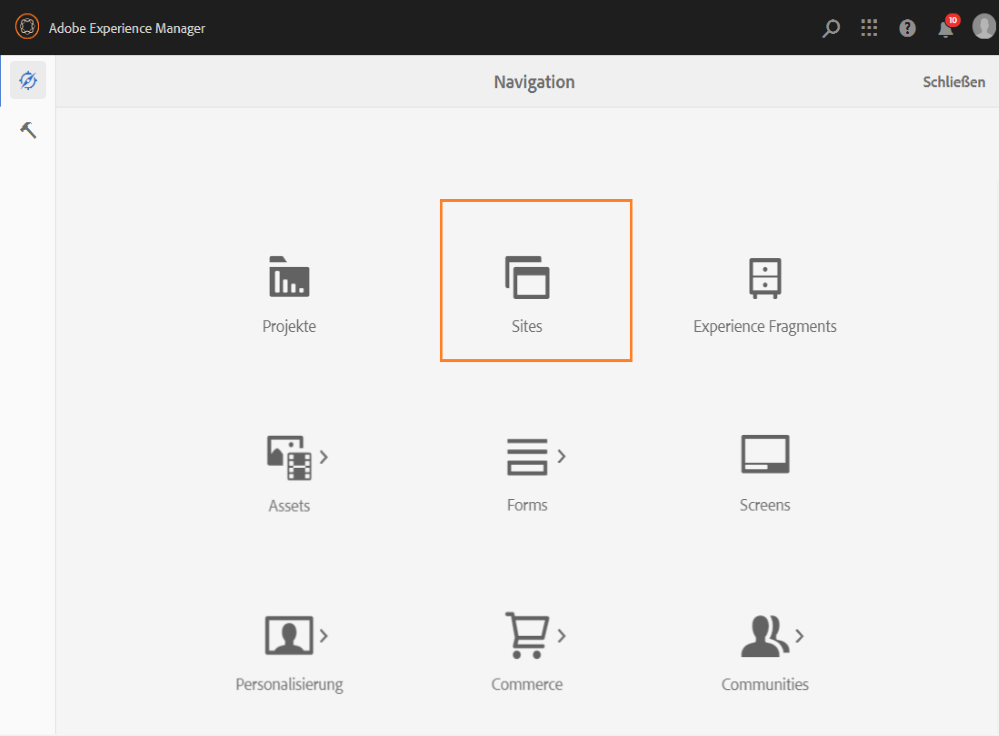 Adobe Experience Manager
10
Navigation
Schließen
Projekte
Sites
Experience Fragments
Assets
Forms
Screens
Personalisierung
Commerce
Communities